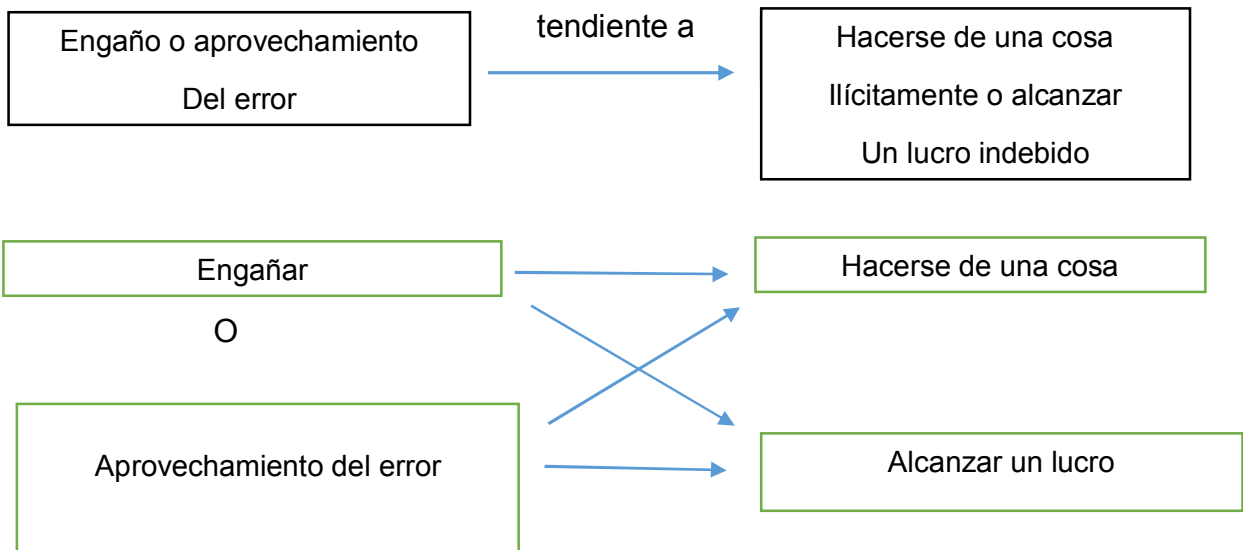 Engaño o aprovechamiento
Del error
tendiente a
Hacerse de una cosa
Ilícitamente o alcanzar
Un lucro indebido
Engañar
Hacerse de una cosa
O
Aprovechamiento del error
Alcanzar un lucro